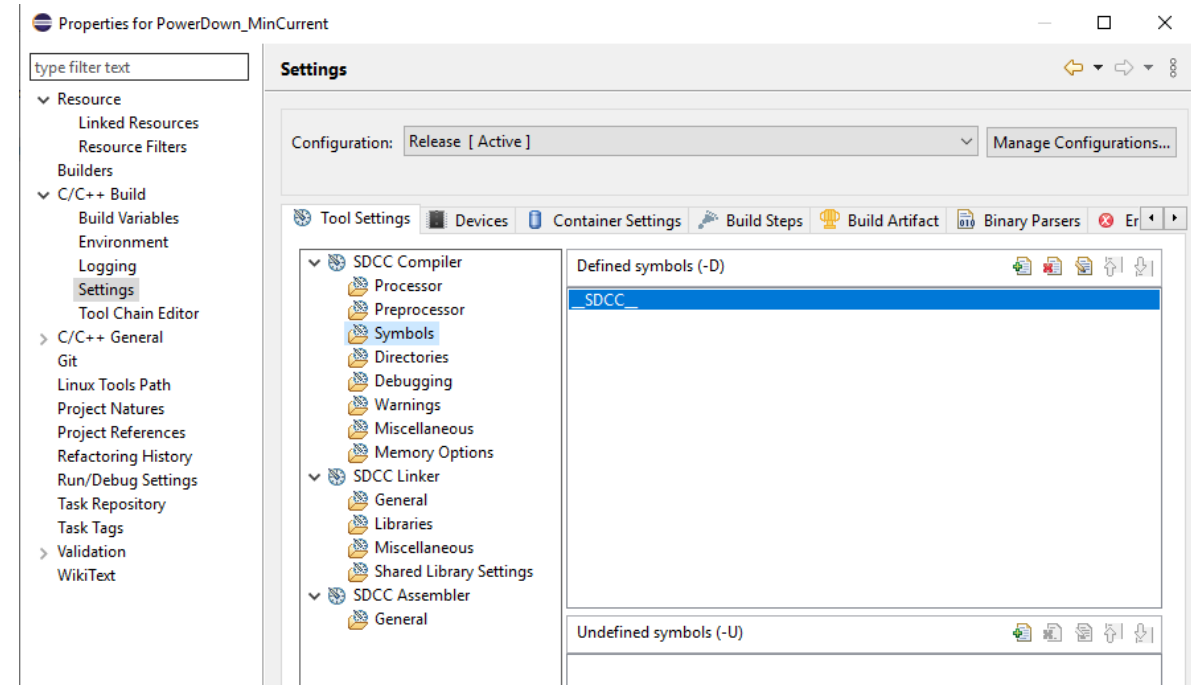 Properties for PowerDown_MinCurrent
type filter text
Resource
Linked Resources
Resource Filters
Builders
C/C++ Build
Build Variables
Environment
Logging
Settings
Tool Chain Editor
C/C++ General
Git
Linux Tools Path
Project Natures
Project References
Refactoring History
Run/Debug Settings
Task Repository
Task Tags
Validation
WikiText
Settings
Configuration: Release [ Active ] Manage Configurations...
Tool Settings Devices Container Settings Build Steps Build Artifact Binary Parsers Er
SDCC Compiler
Processor
Preprocessor
Symbols
Directories
Debugging
Warnings
Miscellaneous
Memory Options
SDCC Linker
General
Libraries
Miscellaneous
Shared Library Settings
SDCC Assembler
General
Defined symbols (-D)
__SDCC__
Undefined symbols (-U)